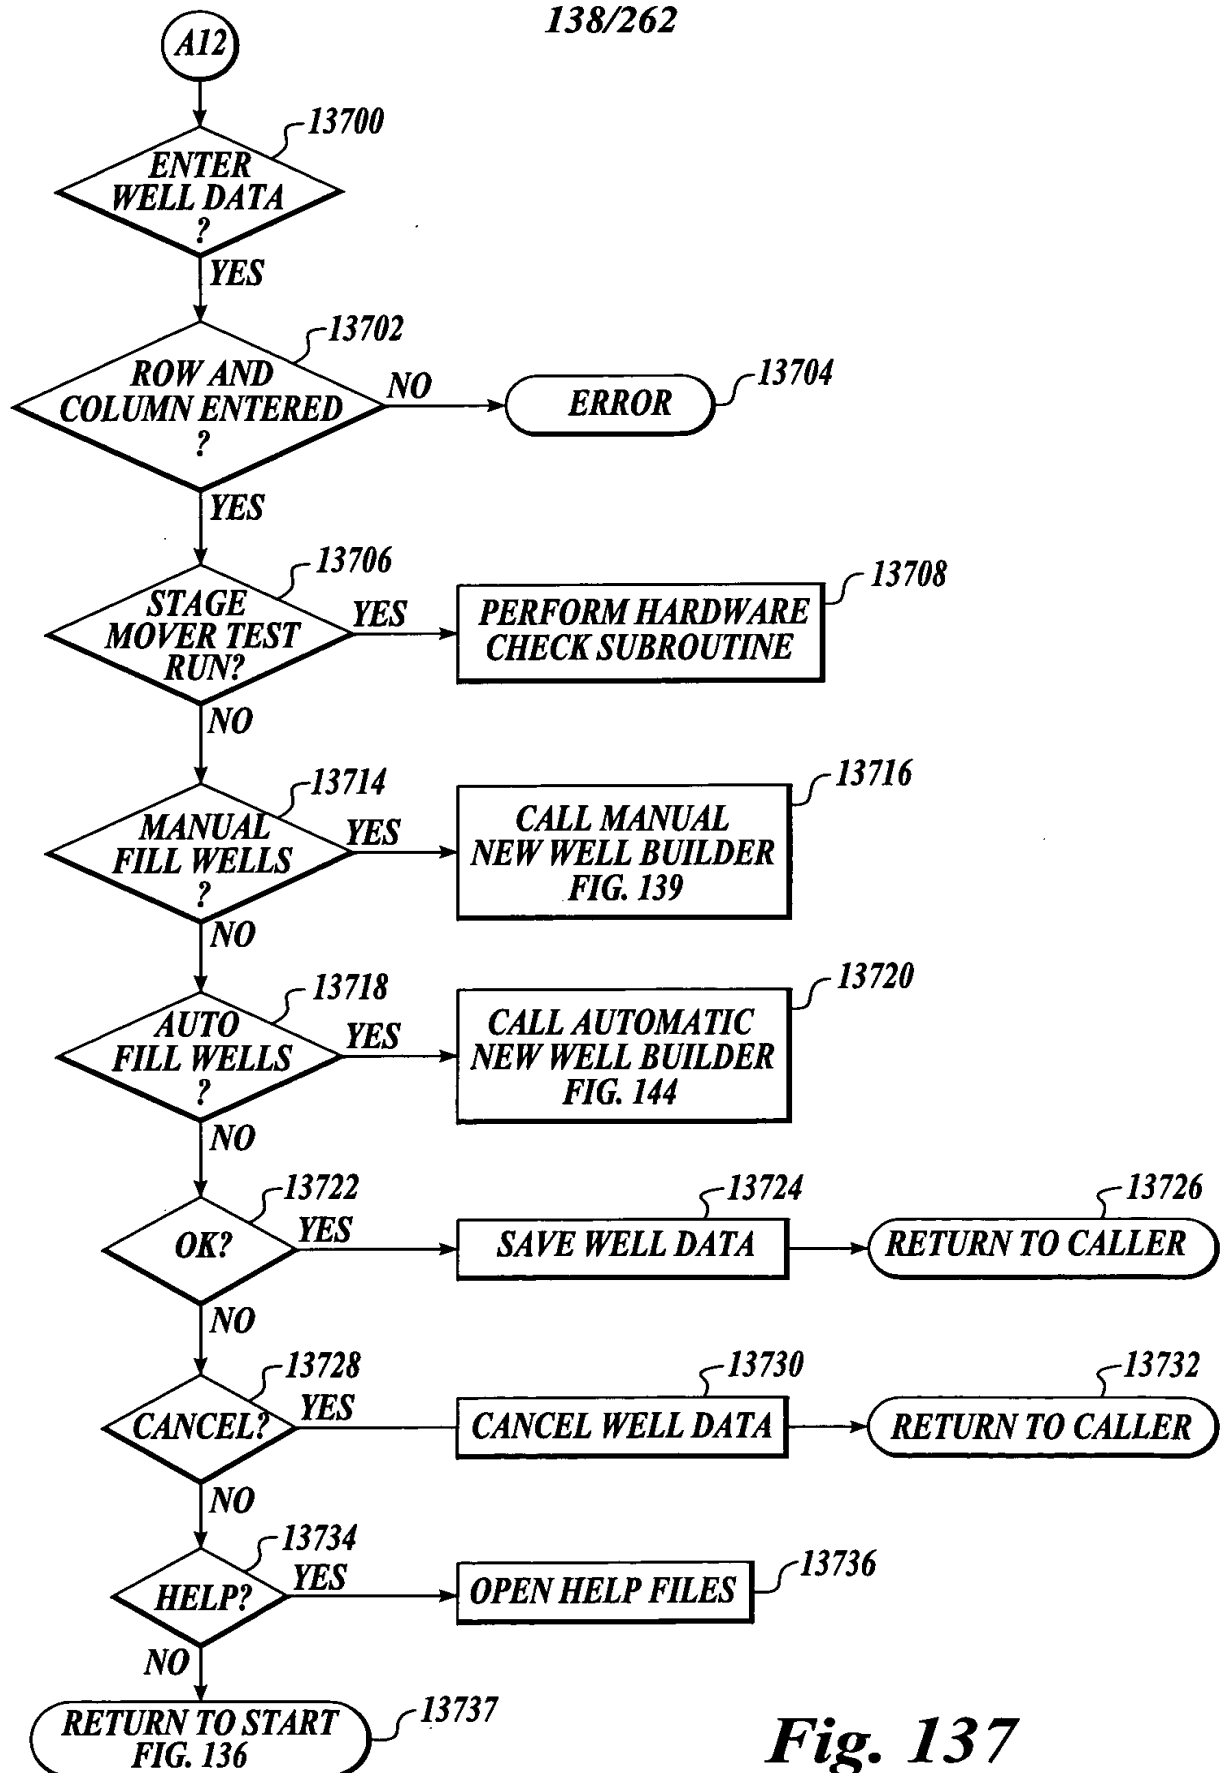 138/262
A12
13700
ENTER
WELL DATA
?
YES
13702
ROW AND
COLUMN ENTERED
?
NO
ERROR
13704
YES
13706
STAGE
MOVER TEST
RUN?
YES
PERFORM HARDWARE
CHECK SUBROUTINE
13708
NO
13714
MANUAL
FILL WELLS
?
YES
CALL MANUAL
NEW WELL BUILDER
FIG. 139
13716
NO
13718
AUTO
FILL WELLS
?
YES
CALL AUTOMATIC
NEW WELL BUILDER
FIG. 144
13720
NO
13722
OK?
YES
13724
SAVE WELL DATA
13726
RETURN TO CALLER
NO
13728
CANCEL?
YES
13730
CANCEL WELL DATA
13732
RETURN TO CALLER
NO
13734
HELP?
YES
OPEN HELP FILES
13736
NO
RETURN TO START
FIG. 136
13737
Fig. 137